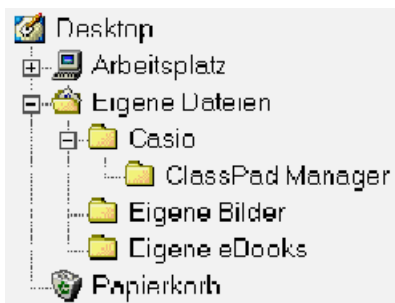 Desktop
Arbeitsplatz
Eigene Dateien
Casio
ClassPad Manager
Eigene Bilder
Eigene eBooks
Papierkorb